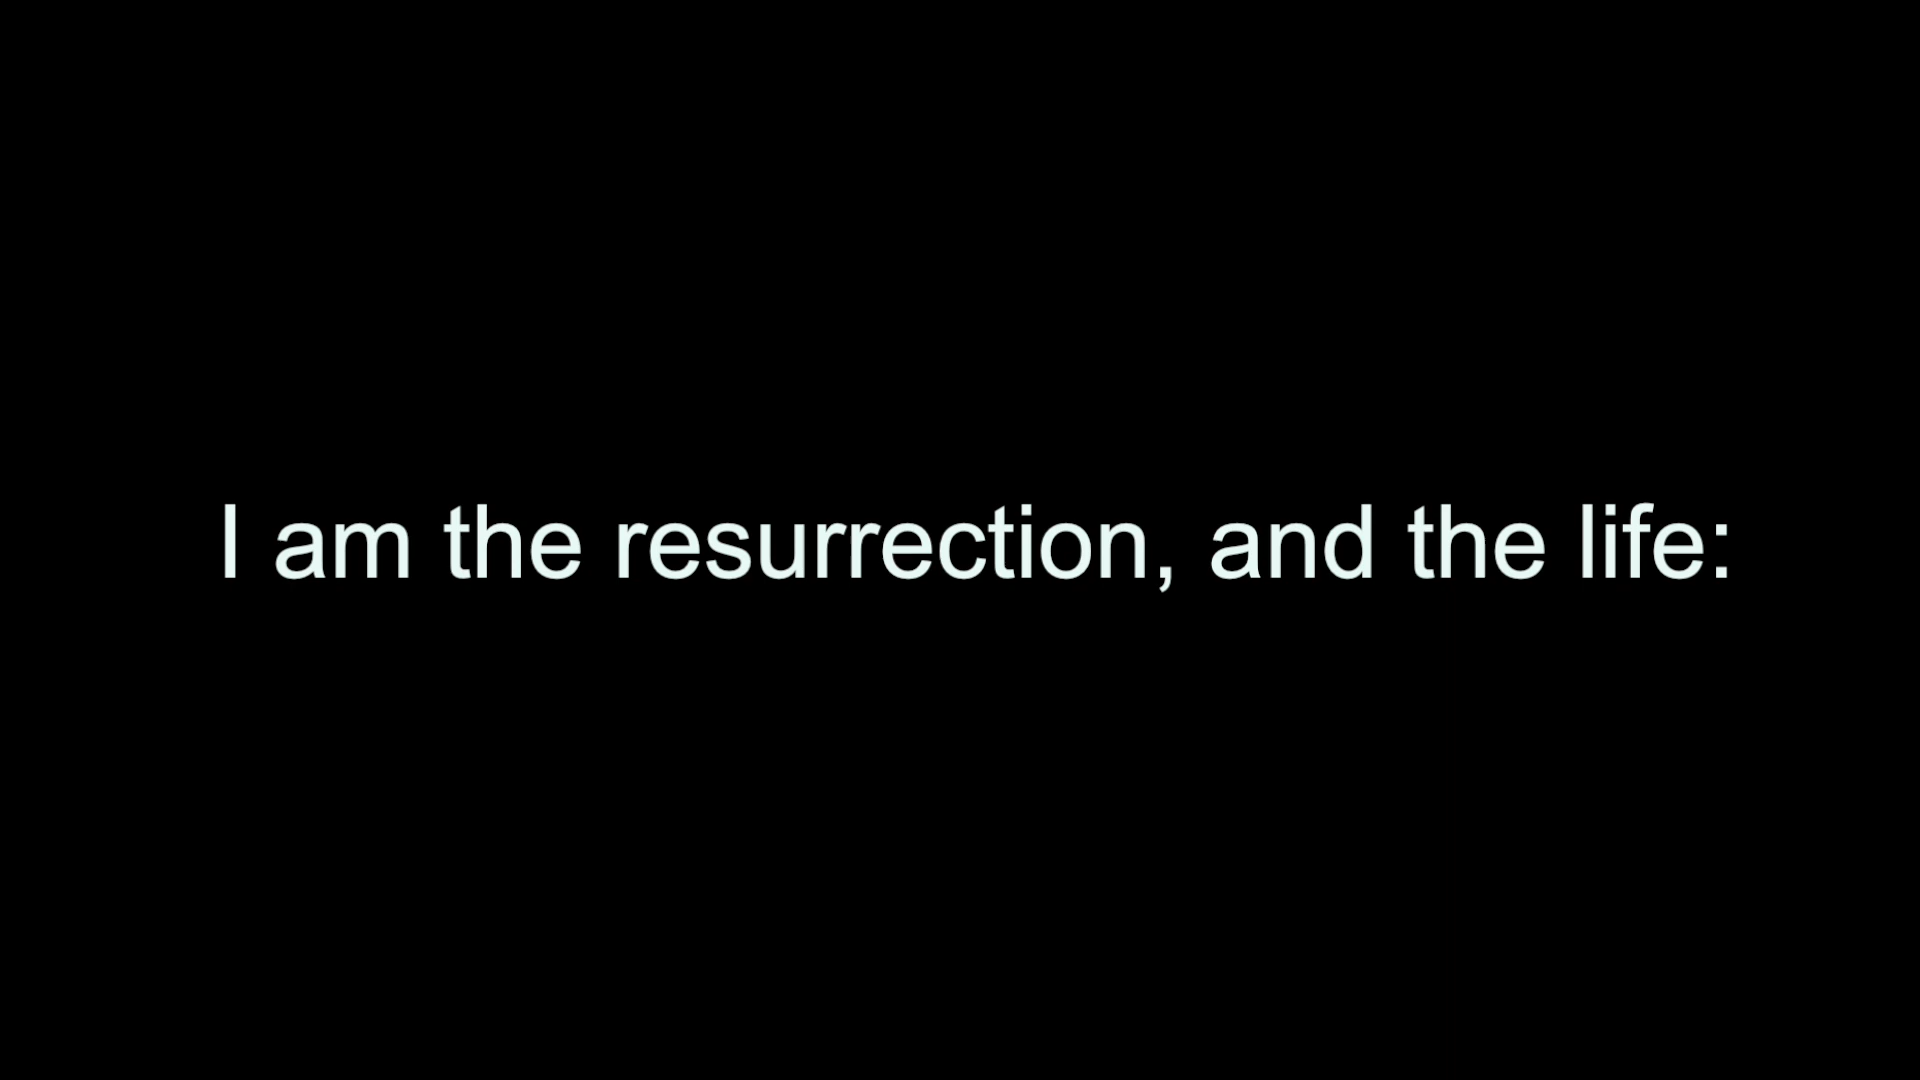 I am the resurrection, and the life: